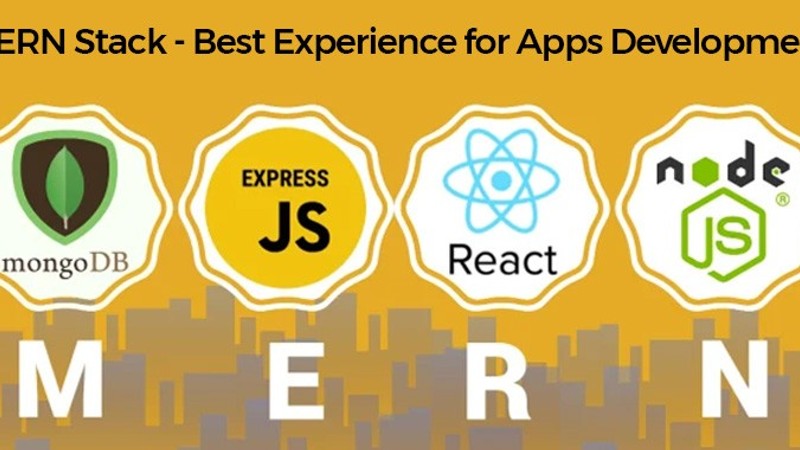 ERN Stack - Best Experience for Apps Developme
mongoDB
EXPRESS
JS
React
node
JS
®
M E R N